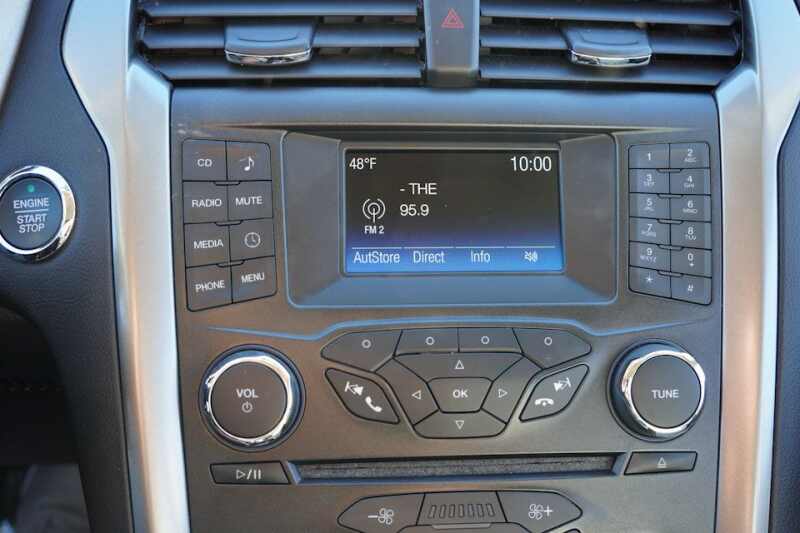 ENGINE
START
STOP
CD
RADIO
MUTE
MEDIA
PHONE
MENU
48°F
10:00
- THE
95.9
FM 2
AutStore Direct Info
1
2
ABC
3
DEF
4
GHI
5
JKL
6
MNO
7
PQRS
8
TUV
9
WXYZ
0
+
*
#
VOL
OK
TUNE